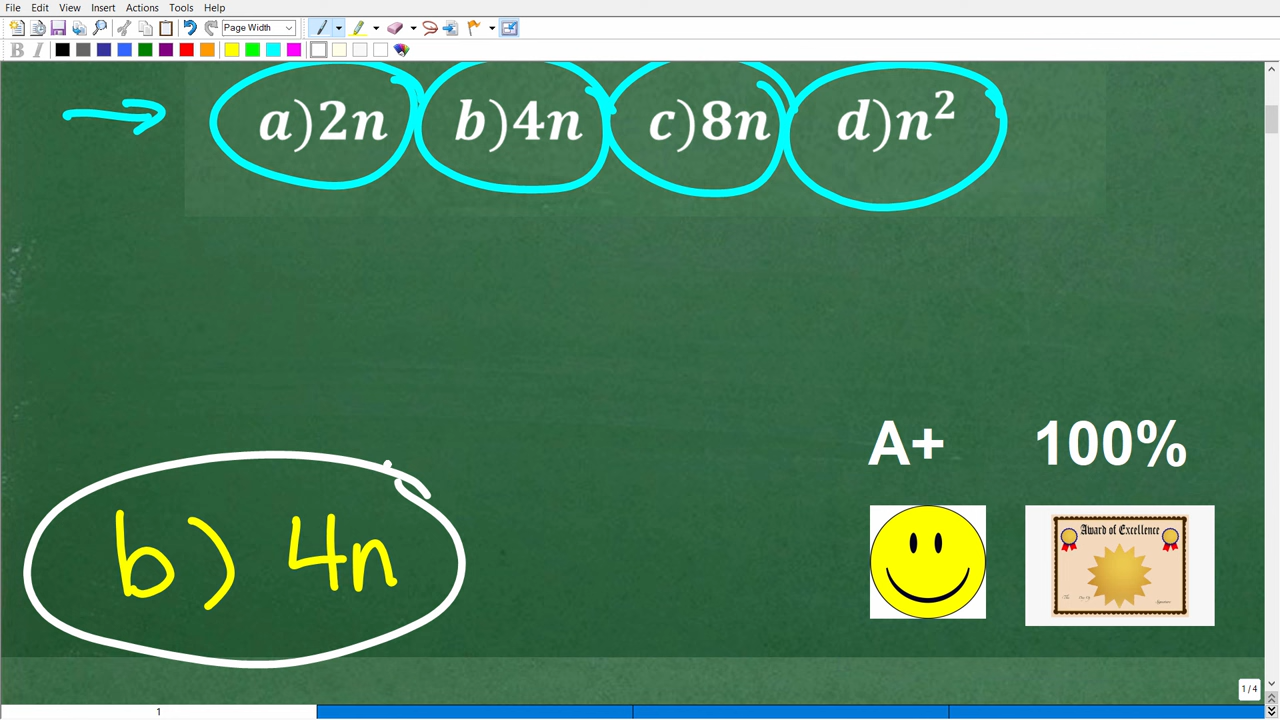 File Edit View Insert Actions Tools Help
Page Width
B I
a)2n b)4n c)8n d)n²
A+ 100%
b) 4n
Award of Excellence
1/4
1